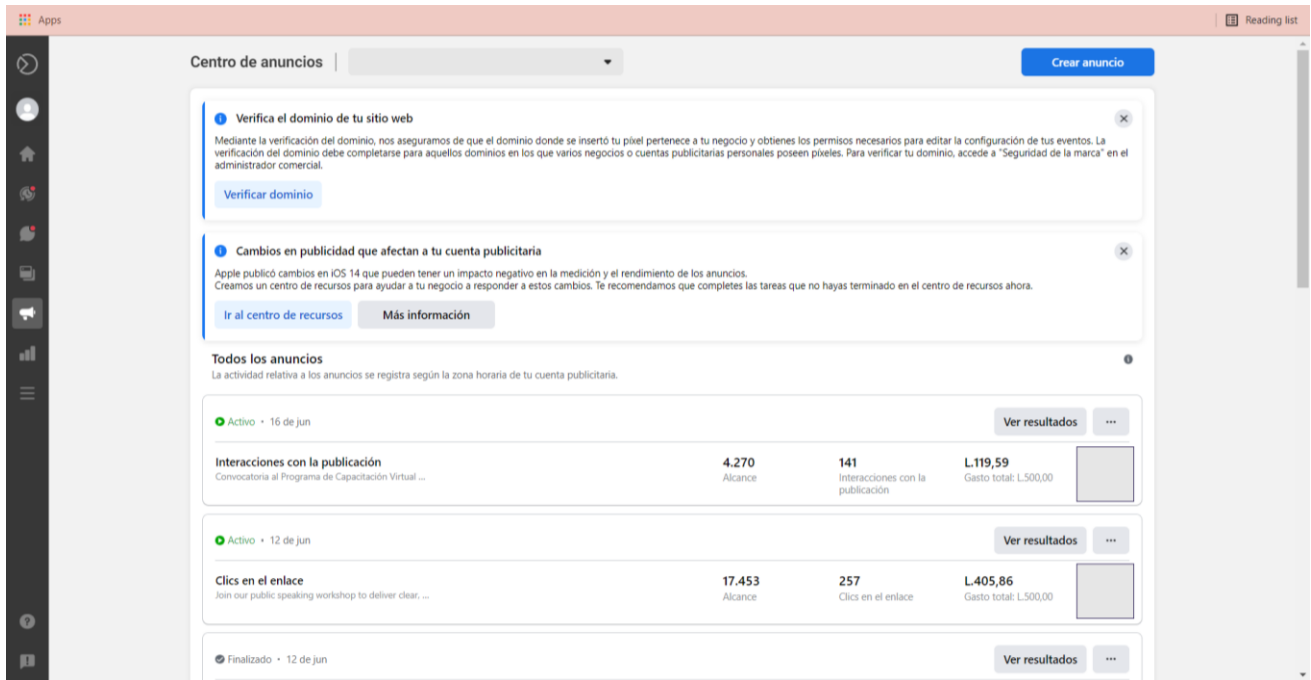 Apps
Reading list
Centro de anuncios
Crear anuncio
Verifica el dominio de tu sitio web
Mediante la verificación del dominio, nos aseguramos de que el dominio donde se insertó tu píxel pertenece a tu negocio y obtienes los permisos necesarios para editar la configuración de tus eventos. La
verificación del dominio debe completarse para aquellos dominios en los que varios negocios o cuentas publicitarias personales poseen píxeles. Para verificar tu dominio, accede a "Seguridad de la marca" en el
administrador comercial.
Verificar dominio
Cambios en publicidad que afectan a tu cuenta publicitaria
Apple publicó cambios en iOS 14 que pueden tener un impacto negativo en la medición y el rendimiento de los anuncios.
Creamos un centro de recursos para ayudar a tu negocio a responder a estos cambios. Te recomendamos que completes las tareas que no hayas terminado en el centro de recursos ahora.
Ir al centro de recursos
Más información
Todos los anuncios
La actividad relativa a los anuncios se registra según la zona horaria de tu cuenta publicitaria.
Activo • 16 de jun
Ver resultados
...
Interacciones con la publicación
Convocatoria al Programa de Capacitación Virtual ...
4.270
Alcance
141
Interacciones con la
publicación
L.119,59
Gasto total: L.500,00
Activo • 12 de jun
Ver resultados
...
Clics en el enlace
Join our public speaking workshop to deliver clear, ...
17.453
Alcance
257
Clics en el enlace
L.405,86
Gasto total: L.500,00
Finalizado • 12 de jun
Ver resultados
...